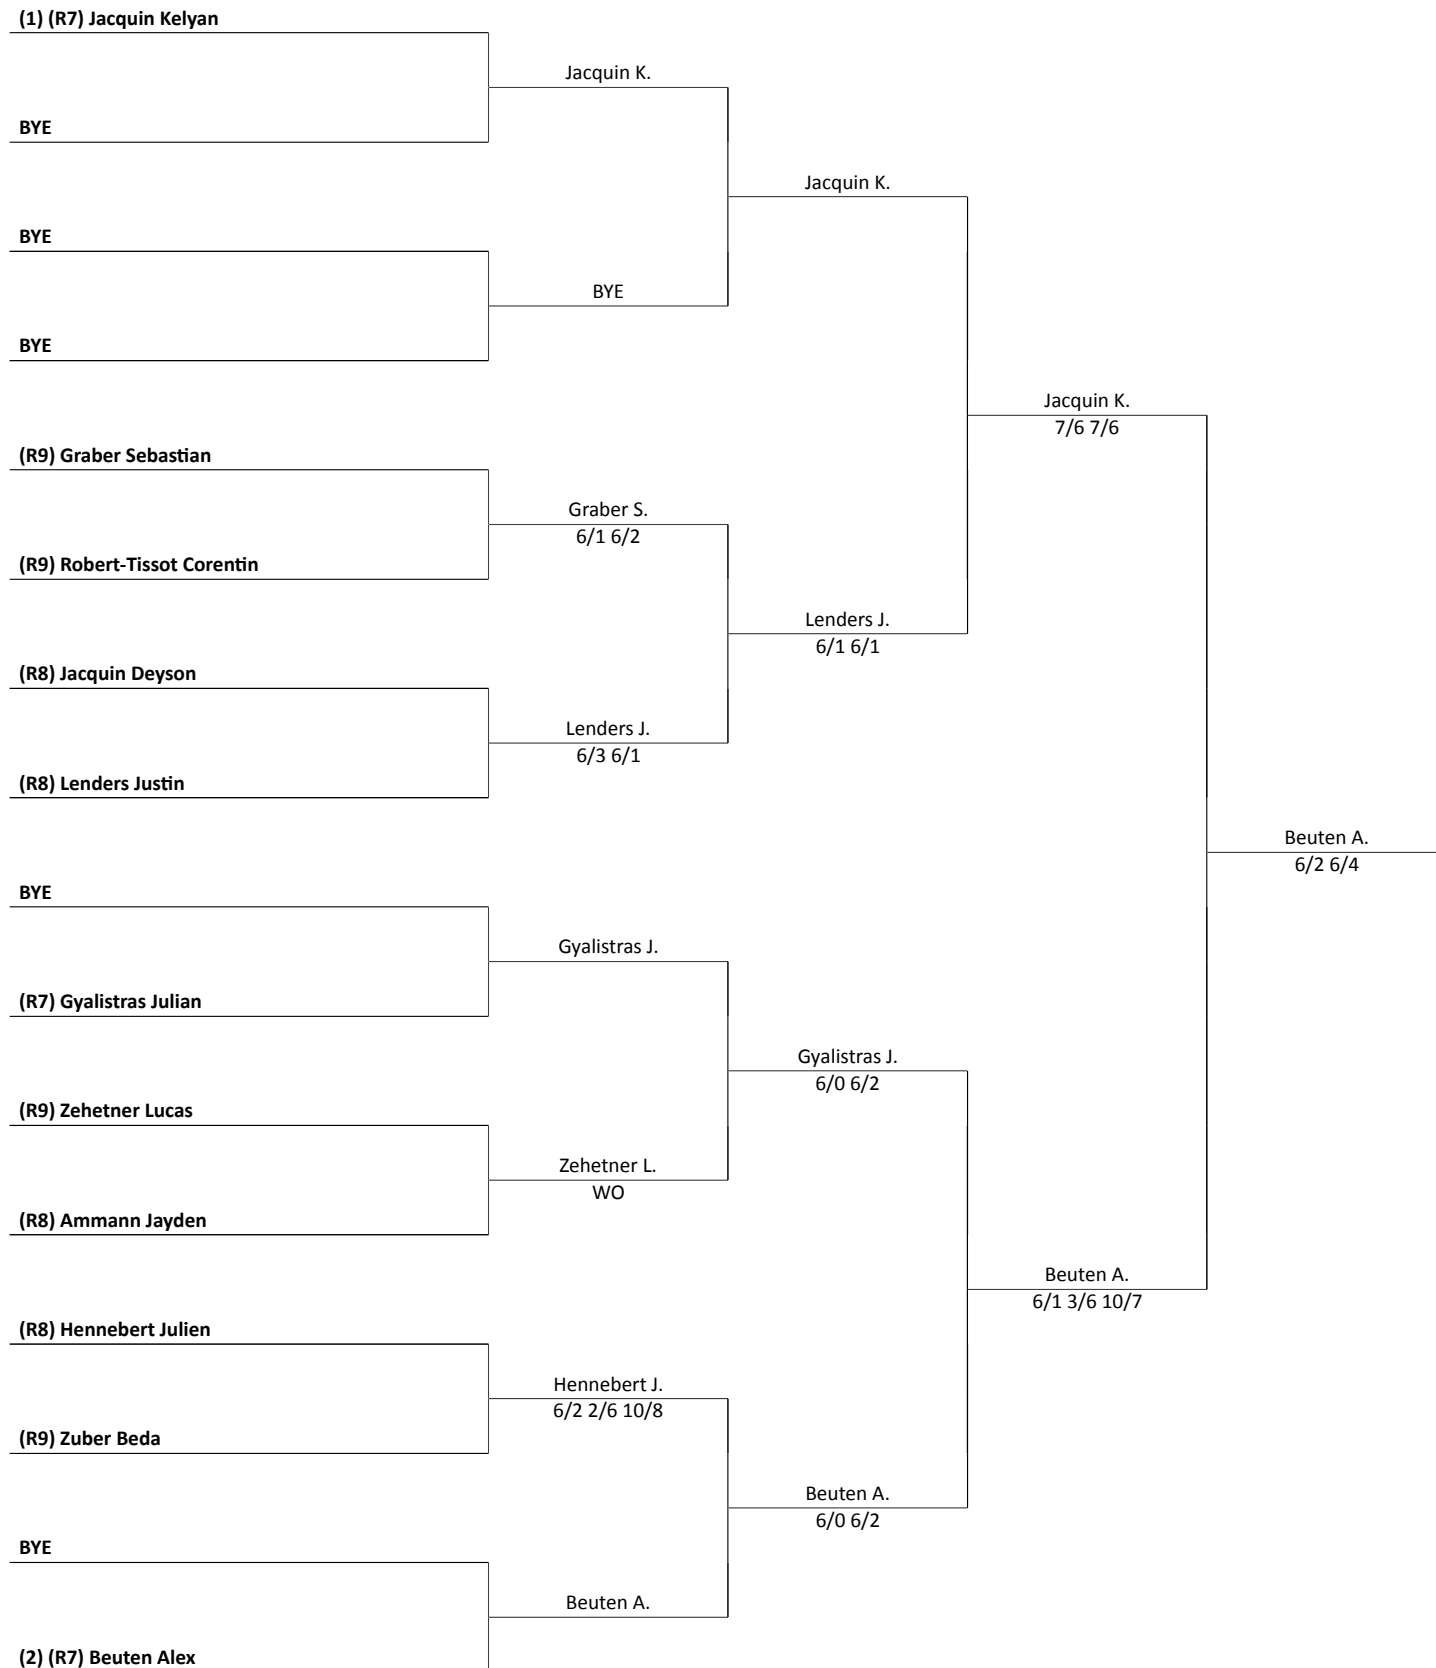 (1) (R7) Jacquin Kelyan
Jacquin K.
BYE
Jacquin K.
BYE
BYE
BYE
Jacquin K.
7/6 7/6
(R9) Graber Sebastian
Graber S.
6/1 6/2
(R9) Robert-Tissot Corentin
Lenders J.
6/1 6/1
(R8) Jacquin Deyson
Lenders J.
6/3 6/1
(R8) Lenders Justin
Beuten A.
6/2 6/4
BYE
Gyalistras J.
(R7) Gyalistras Julian
Gyalistras J.
6/0 6/2
(R9) Zehetner Lucas
Zehetner L.
WO
(R8) Ammann Jayden
Beuten A.
6/1 3/6 10/7
(R8) Hennebert Julien
Hennebert J.
6/2 2/6 10/8
(R9) Zuber Beda
Beuten A.
6/0 6/2
BYE
Beuten A.
(2) (R7) Beuten Alex